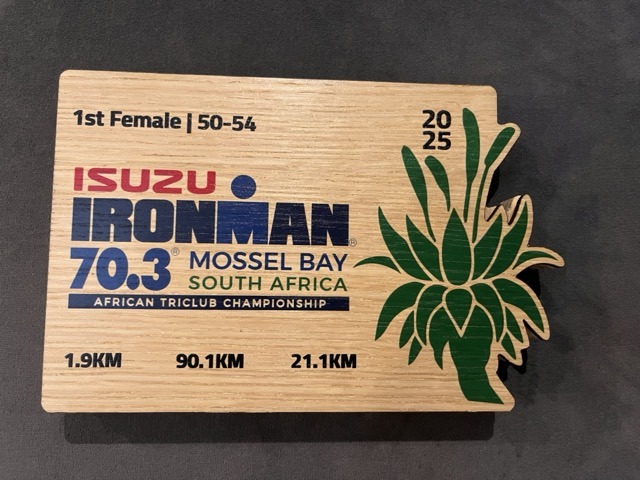 1st Female | 50-54
20
25
ISUZU
IRONMAN®
70.3® MOSSEL BAY
SOUTH AFRICA
AFRICAN TRICLUB CHAMPIONSHIP
1.9KM 90.1KM 21.1KM